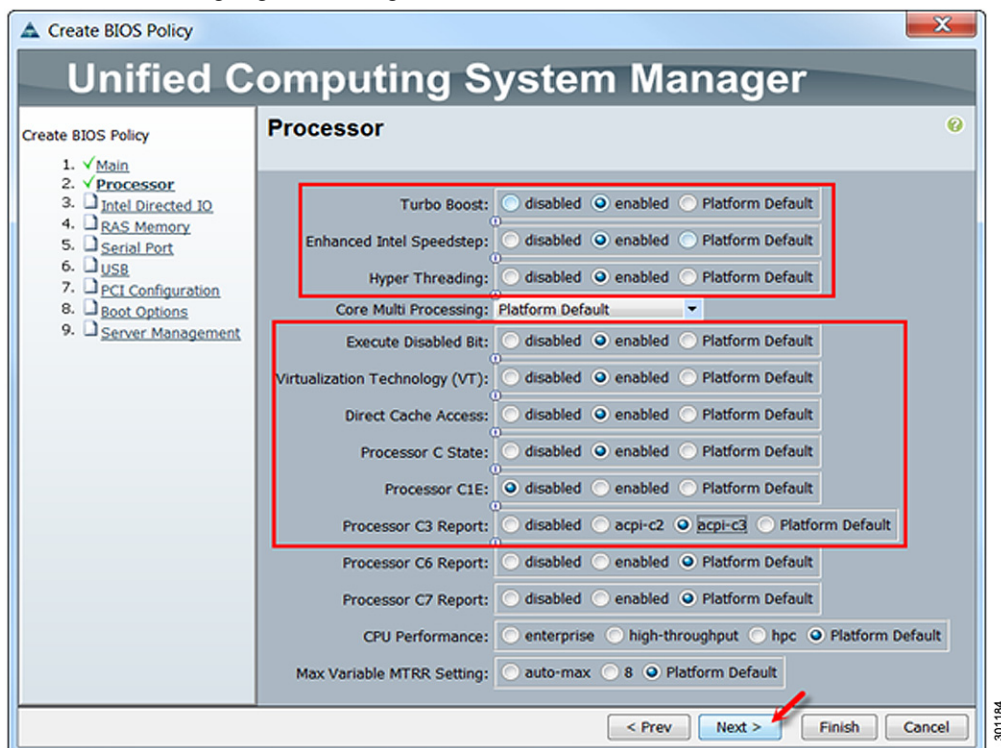 Create BIOS Policy
Unified Computing System Manager
Create BIOS Policy
1. Main
2. Processor
3. Intel Directed IO
4. RAS Memory
5. Serial Port
6. USB
7. PCI Configuration
8. Boot Options
9. Server Management
Processor
Turbo Boost: disabled enabled Platform Default
Enhanced Intel Speedstep: disabled enabled Platform Default
Hyper Threading: disabled enabled Platform Default
Core Multi Processing: Platform Default
Execute Disabled Bit: disabled enabled Platform Default
Virtualization Technology (VT): disabled enabled Platform Default
Direct Cache Access: disabled enabled Platform Default
Processor C State: disabled enabled Platform Default
Processor C1E: disabled enabled Platform Default
Processor C3 Report: disabled acpi-c2 acpi-c3 Platform Default
Processor C6 Report: disabled enabled Platform Default
Processor C7 Report: disabled enabled Platform Default
CPU Performance: enterprise high-throughput hpc Platform Default
Max Variable MTRR Setting: auto-max 8 Platform Default
< Prev Next > Finish Cancel
301184